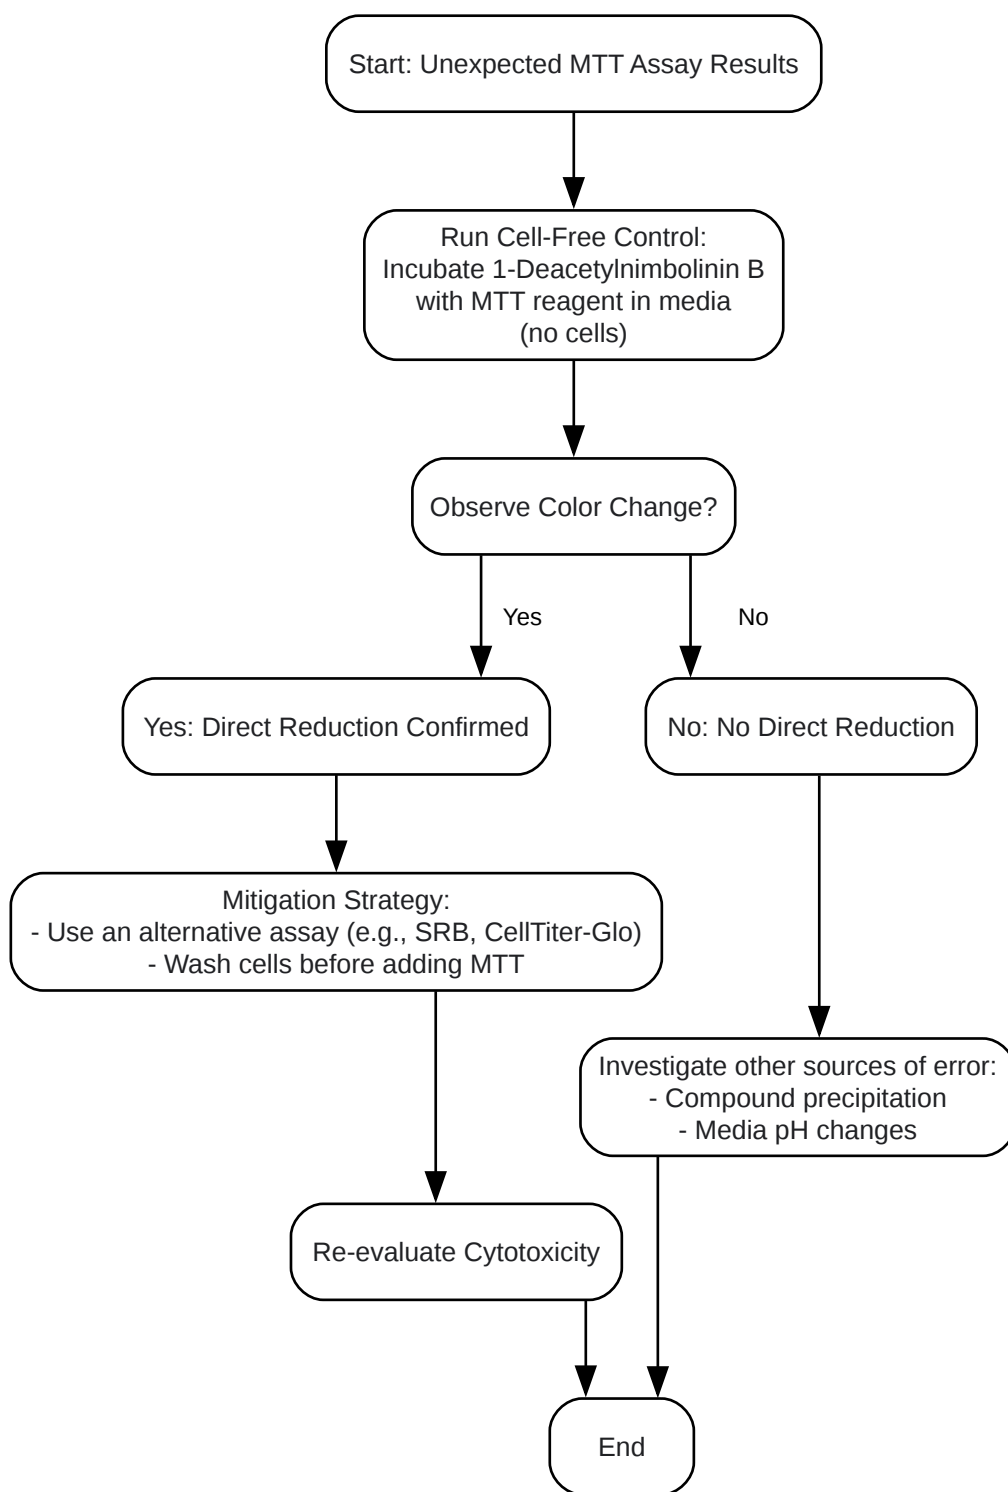 Start: Unexpected MTT Assay Results
Run Cell-Free Control:
Incubate 1-Deacetylnimbolinin B
with MTT reagent in media
(no cells)
Observe Color Change?
Yes
No
Yes: Direct Reduction Confirmed
No: No Direct Reduction
Mitigation Strategy:
- Use an alternative assay (e.g., SRB, CellTiter-Glo)
- Wash cells before adding MTT
Investigate other sources of error:
- Compound precipitation
- Media pH changes
Re-evaluate Cytotoxicity
End